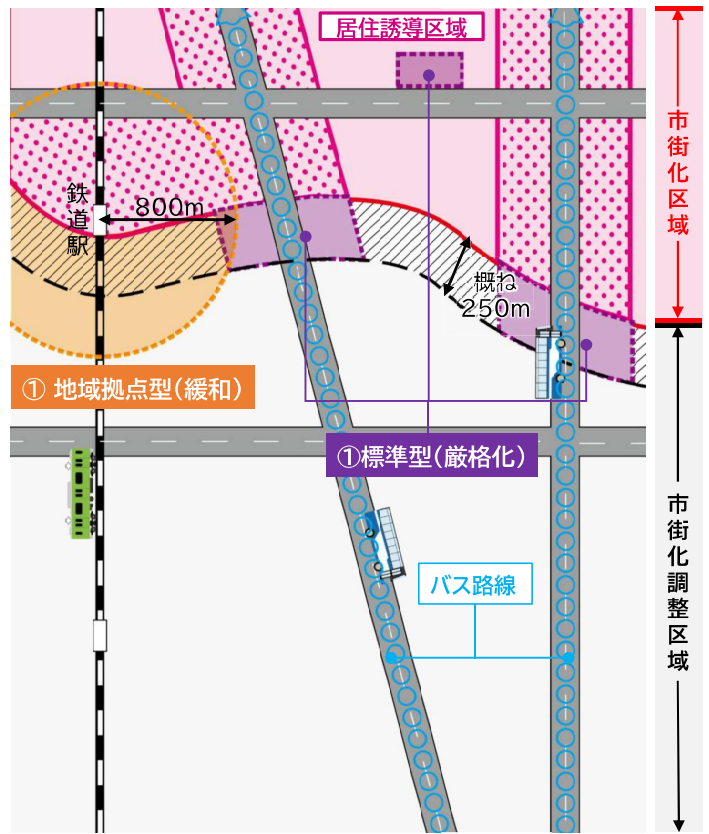 居住誘導区域
市街化区域
鉄道駅
800m
概ね
250m
① 地域拠点型(緩和)
①標準型(厳格化)
市街化調整区域
バス路線